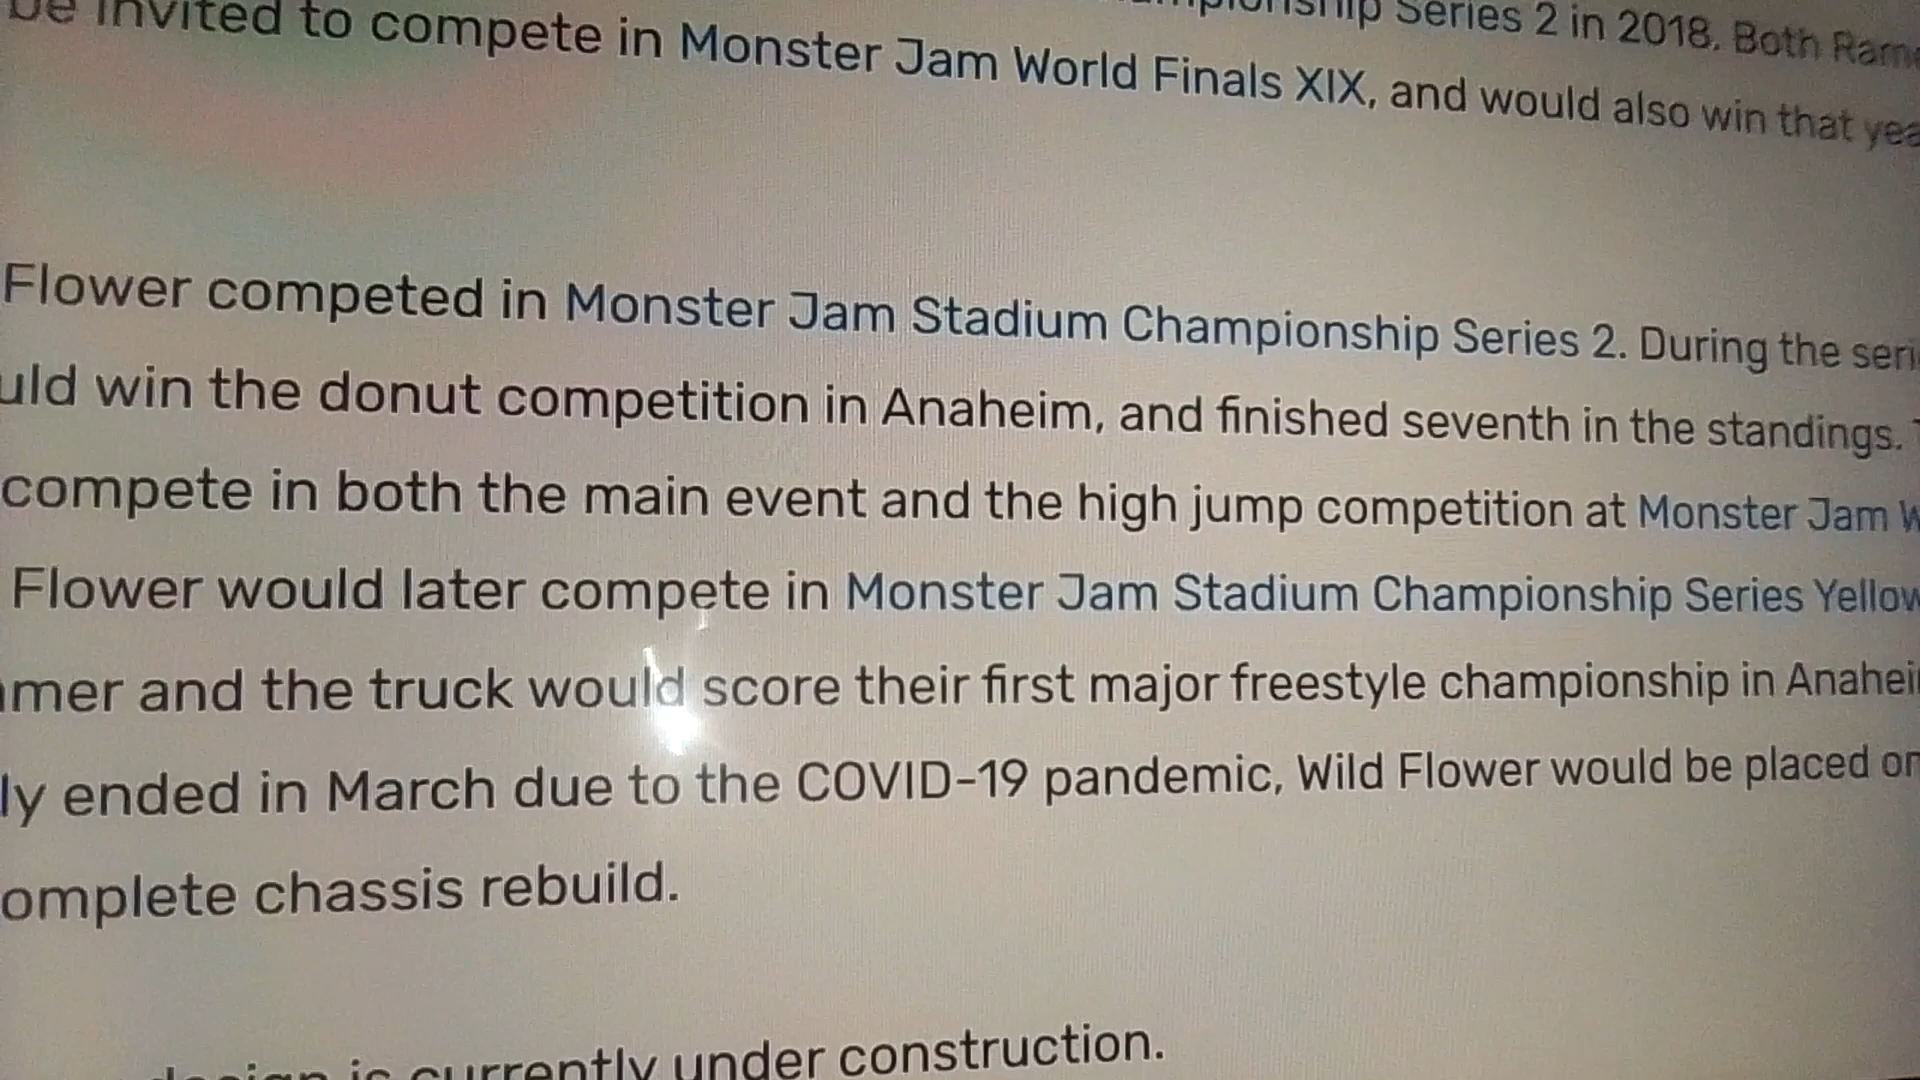 be invited to compete in Monster Jam World Finals XIX, and would also win that
Series 2 in 2018. Both
Flower competed in Monster Jam Stadium Championship Series 2. During the
win the donut competition in Anaheim, and finished seventh in the standings.
compete in both the main event and the high jump competition at Monster Jam
Flower would later compete in Monster Jam Stadium Championship Series
and the truck would score their first major freestyle championship in
ended in March due to the COVID-19 pandemic, Wild Flower would be placed
chassis rebuild.
is currently under construction.